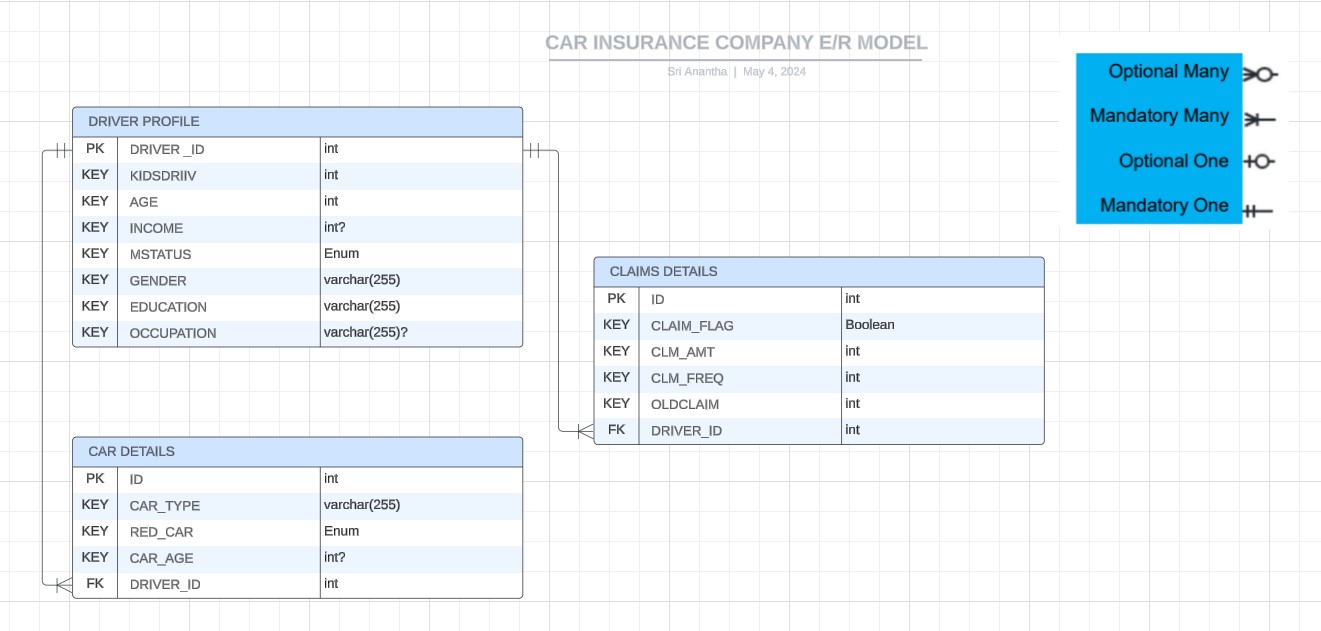 CAR INSURANCE COMPANY E/R MODEL
Sri Anantha | May 4, 2024
Optional Many
Mandatory Many
Optional One
Mandatory One
DRIVER PROFILE
PK DRIVER _ID int
KEY KIDSDRIIV int
KEY AGE int
KEY INCOME int?
KEY MSTATUS Enum
KEY GENDER varchar(255)
KEY EDUCATION varchar(255)
KEY OCCUPATION varchar(255)?
CLAIMS DETAILS
PK ID int
KEY CLAIM_FLAG Boolean
KEY CLM_AMT int
KEY CLM_FREQ int
KEY OLDCLAIM int
FK DRIVER_ID int
CAR DETAILS
PK ID int
KEY CAR_TYPE varchar(255)
KEY RED_CAR Enum
KEY CAR_AGE int?
FK DRIVER_ID int